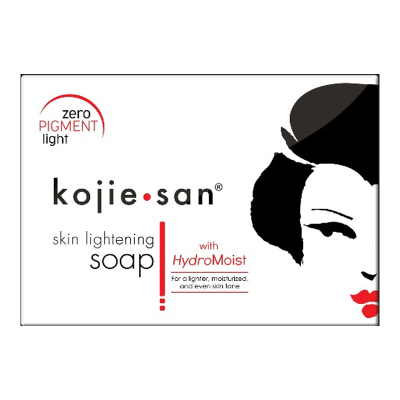 zero
PIGMENT
light
kojie•san®
skin lightening
soap
with
HydroMoist
For a lighter, moisturized,
and even skin tone